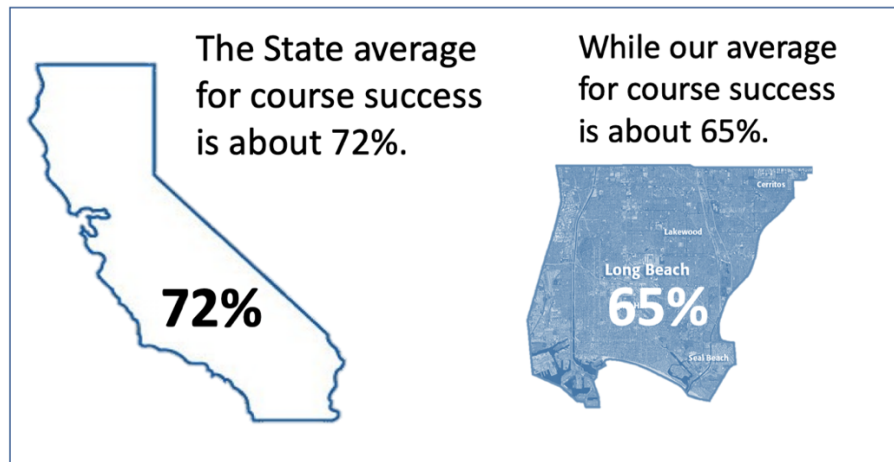 The State average
for course success
is about 72%.
72%
While our average
for course success
is about 65%.
Cerritos
Lakewood
Long Beach
65%
Seal Beach